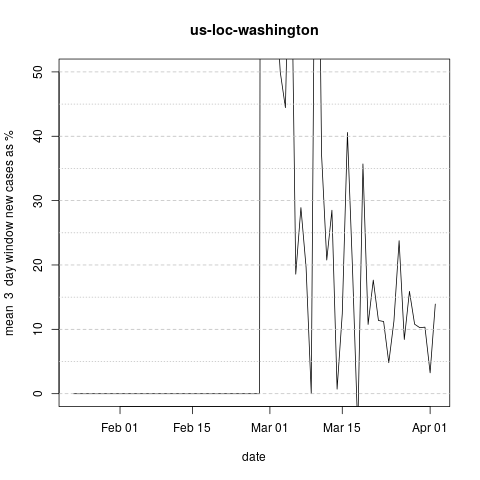 us-loc-washington
mean 3 day window new cases as %
50
40
30
20
10
0
Feb 01 Feb 15 Mar 01 Mar 15 Apr 01
date